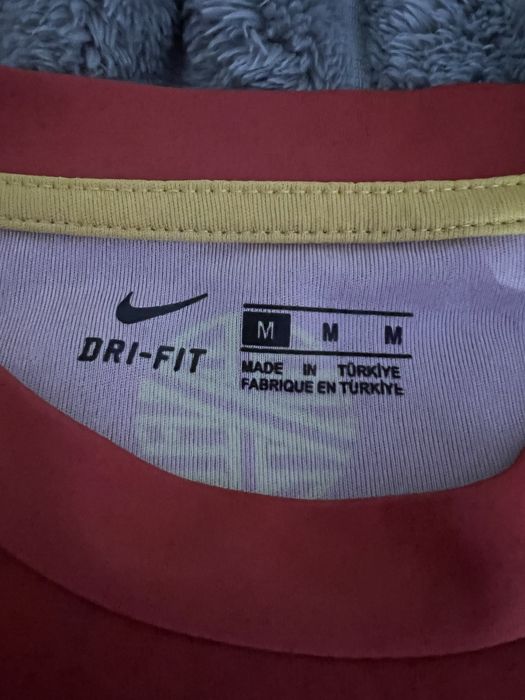 DRI-FIT
M M M
MADE IN TÜRKİYE
FABRIQUE EN TÜRKİYE